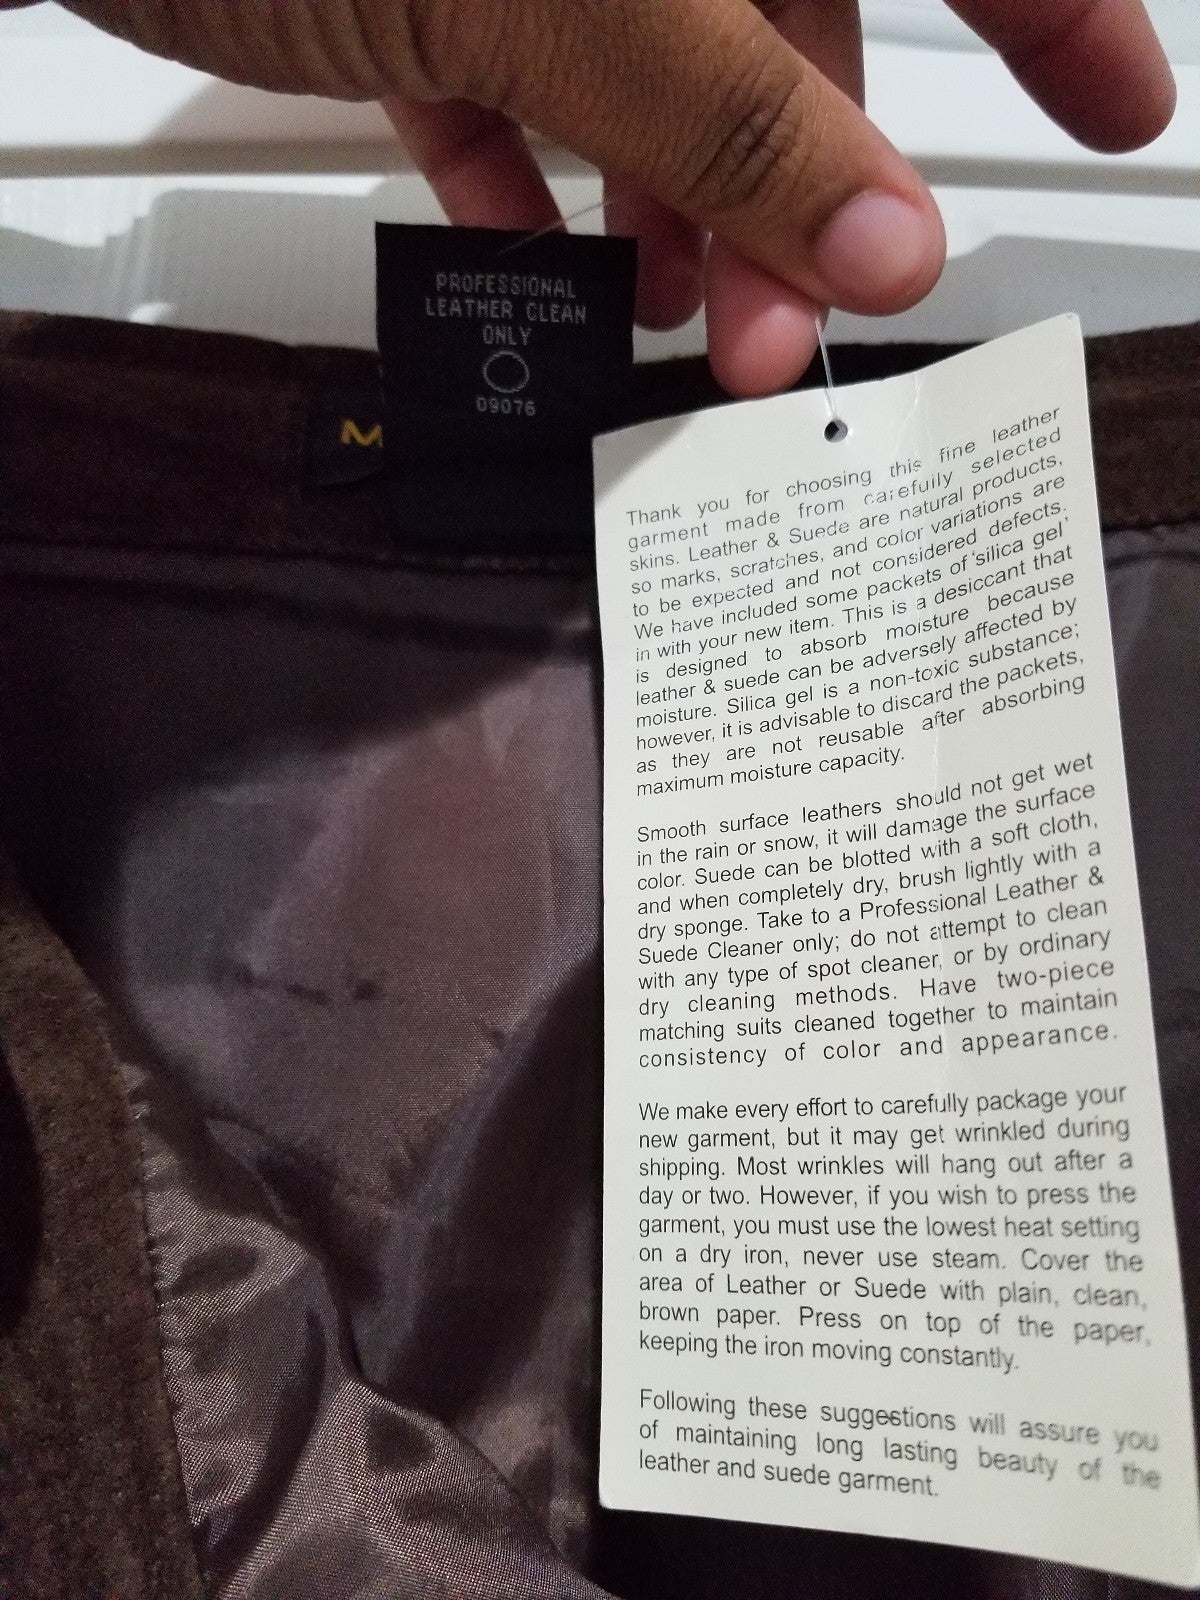 PROFESSIONAL
LEATHER CLEAN
ONLY
09076
M
Thank you for choosing this fine leather
garment made from carefully selected
skins. Leather & Suede are natural products,
so marks, scratches, and color variations are
to be expected and not considered defects.
We have included some packets of 'silica gel'
in with your new item. This is a desiccant that
is designed to absorb moisture because
leather & suede can be adversely affected by
moisture. Silica gel is a non-toxic substance;
however, it is advisable to discard the packets,
as they are not reusable after absorbing
maximum moisture capacity.
Smooth surface leathers should not get wet
in the rain or snow, it will damage the surface
color. Suede can be blotted with a soft cloth,
and when completely dry, brush lightly with a
dry sponge. Take to a Professional Leather &
Suede Cleaner only; do not attempt to clean
with any type of spot cleaner, or by ordinary
dry cleaning methods. Have two-piece
matching suits cleaned together to maintain
consistency of color and appearance.
We make every effort to carefully package your
new garment, but it may get wrinkled during
shipping. Most wrinkles will hang out after a
day or two. However, if you wish to press the
garment, you must use the lowest heat setting
on a dry iron, never use steam. Cover the
area of Leather or Suede with plain, clean,
brown paper. Press on top of the paper,
keeping the iron moving constantly.
Following these suggestions will assure you
of maintaining long lasting beauty of the
leather and suede garment.